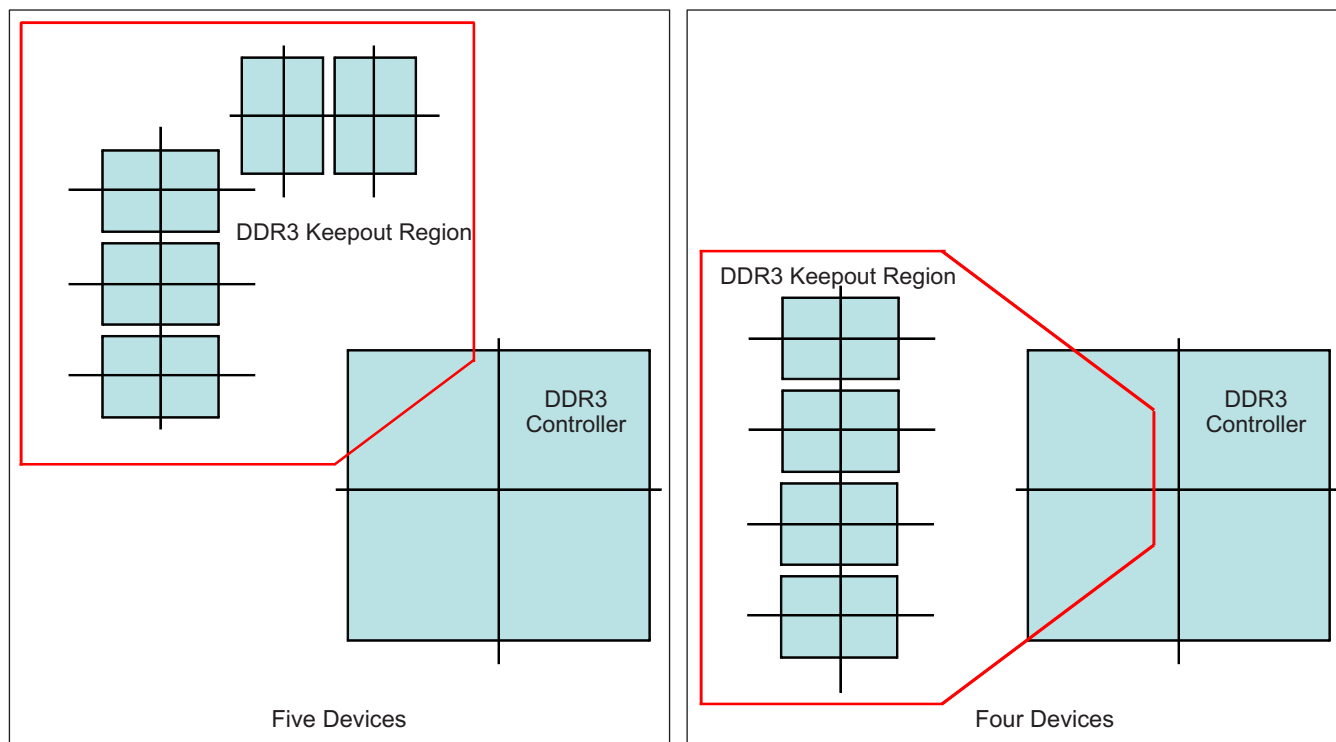 DDR3 Keepout Region
DDR3
Controller
Five Devices
DDR3 Keepout Region
DDR3
Controller
Four Devices